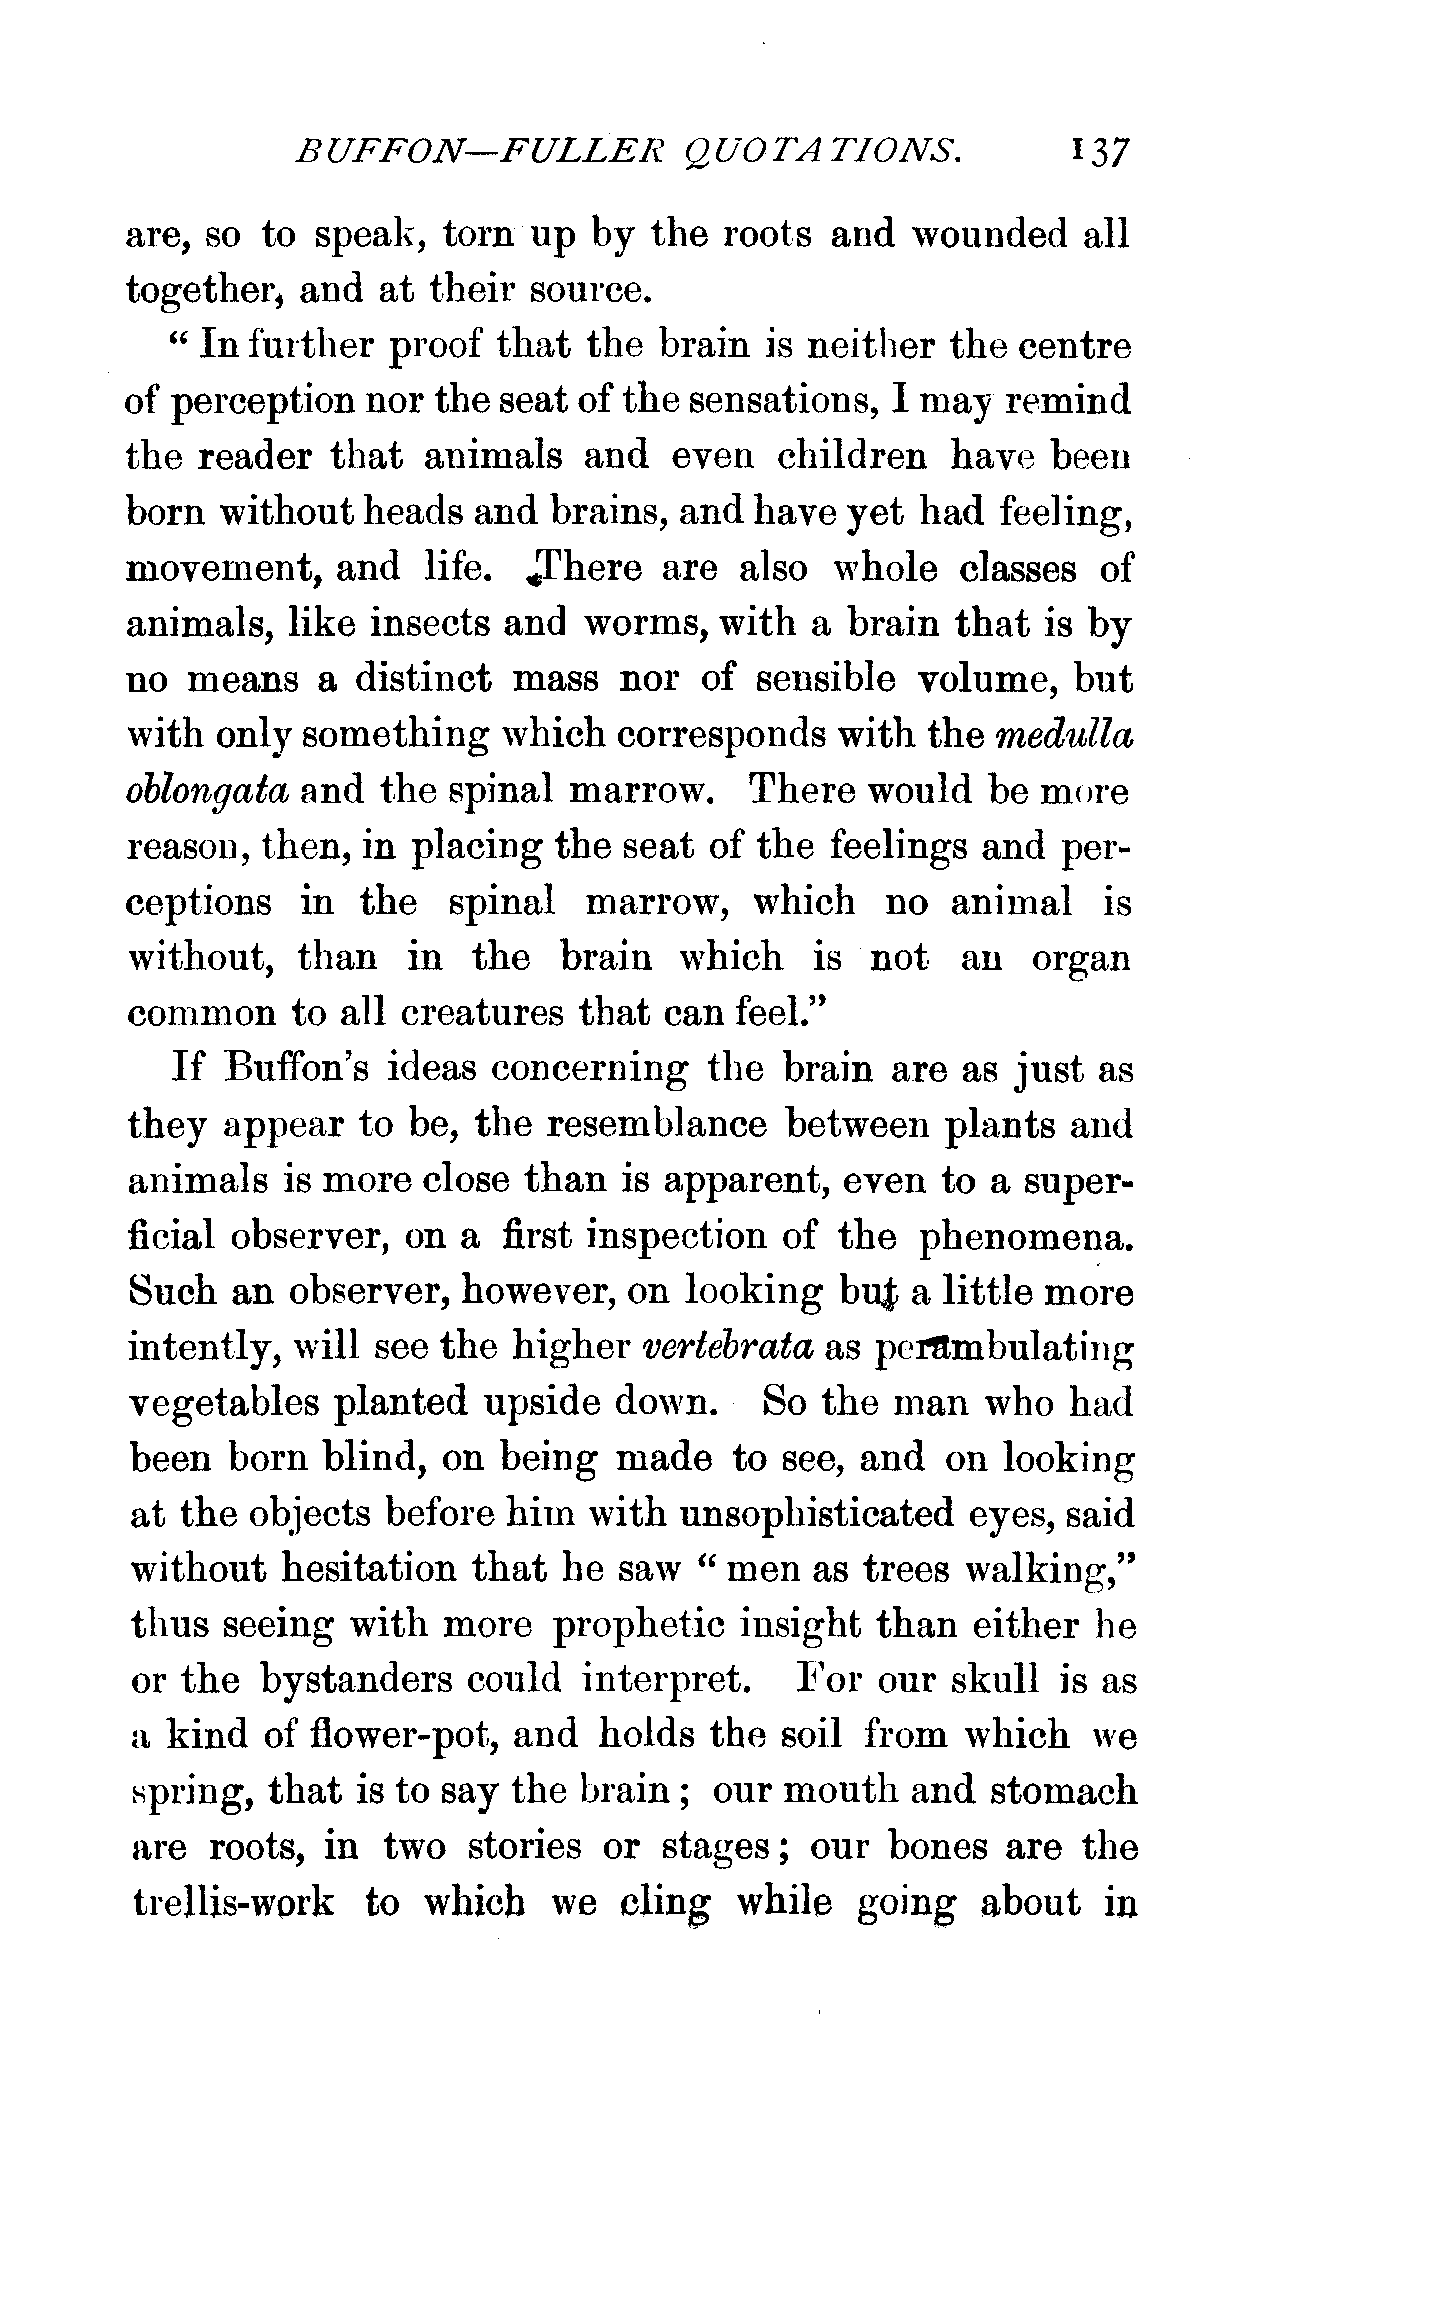 BUFFON—FULLER QUOTATIONS. 137
are, so to speak, torn up by the roots and wounded all
together, and at their source.
“ In further proof that the brain is neither the centre
of perception nor the seat of the sensations, I may remind
the reader that animals and even children have been
born without heads and brains, and have yet had feeling,
movement, and life. There are also whole classes of
animals, like insects and worms, with a brain that is by
no means a distinct mass nor of sensible volume, but
with only something which corresponds with the medulla
oblongata and the spinal marrow. There would be more
reason, then, in placing the seat of the feelings and per-
ceptions in the spinal marrow, which no animal is
without, than in the brain which is not an organ
common to all creatures that can feel.”
If Buffon's ideas concerning the brain are as just as
they appear to be, the resemblance between plants and
animals is more close than is apparent, even to a super-
ficial observer, on a first inspection of the phenomena.
Such an observer, however, on looking but a little more
intently, will see the higher vertebrata as perambulating
vegetables planted upside down. So the man who had
been born blind, on being made to see, and on looking
at the objects before him with unsophisticated eyes, said
without hesitation that he saw “ men as trees walking,”
thus seeing with more prophetic insight than either he
or the bystanders could interpret. For our skull is as
a kind of flower-pot, and holds the soil from which we
spring, that is to say the brain ; our mouth and stomach
are roots, in two stories or stages ; our bones are the
trellis-work to which we cling while going about in